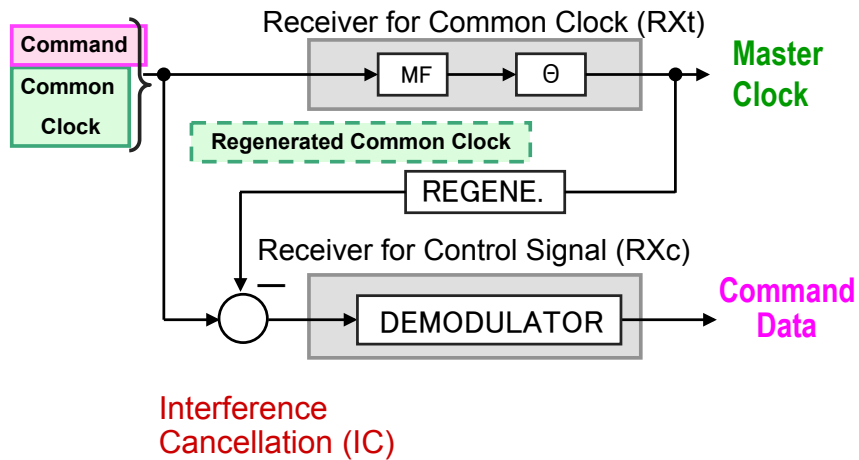 Receiver for Common Clock (RXt)
Command
Common
Clock
MF
Θ
Master
Clock
Regenerated Common Clock
REGENE.
Receiver for Control Signal (RXc)
−
DEMODULATOR
Command
Data
Interference
Cancellation (IC)